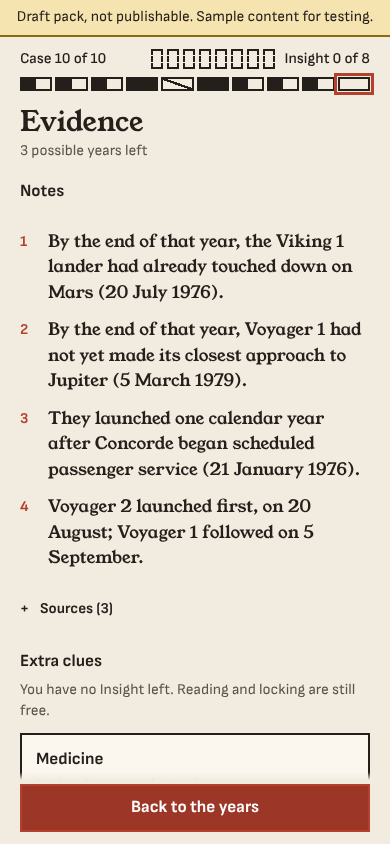 Draft pack, not publishable. Sample content for testing.
Case 10 of 10
Insight 0 of 8
Evidence
3 possible years left
Notes
1 By the end of that year, the Viking 1
lander had already touched down on
Mars (20 July 1976).
2 By the end of that year, Voyager 1 had
not yet made its closest approach to
Jupiter (5 March 1979).
3 They launched one calendar year
after Concorde began scheduled
passenger service (21 January 1976).
4 Voyager 2 launched first, on 20
August; Voyager 1 followed on 5
September.
+ Sources (3)
Extra clues
You have no Insight left. Reading and locking are still
free.
Medicine
Back to the years